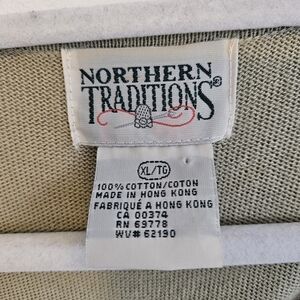 NORTHERN
TRADITIONS®
XL/TG
100% COTTON/COTON
MADE IN HONG KONG
FABRIQUÉ A HONG KONG
CA 00374
RN 69778
WV# 62190